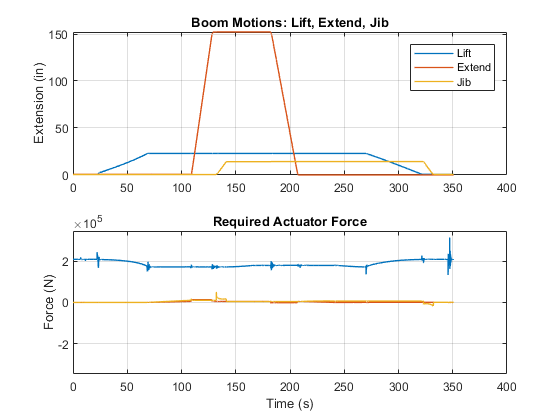 Boom Motions: Lift, Extend, Jib
Extension (in)
150
100
50
0
Lift
Extend
Jib
0 50 100 150 200 250 300 350 400
Required Actuator Force
×10⁵
Force (N)
2
0
-2
0 50 100 150 200 250 300 350 400
Time (s)